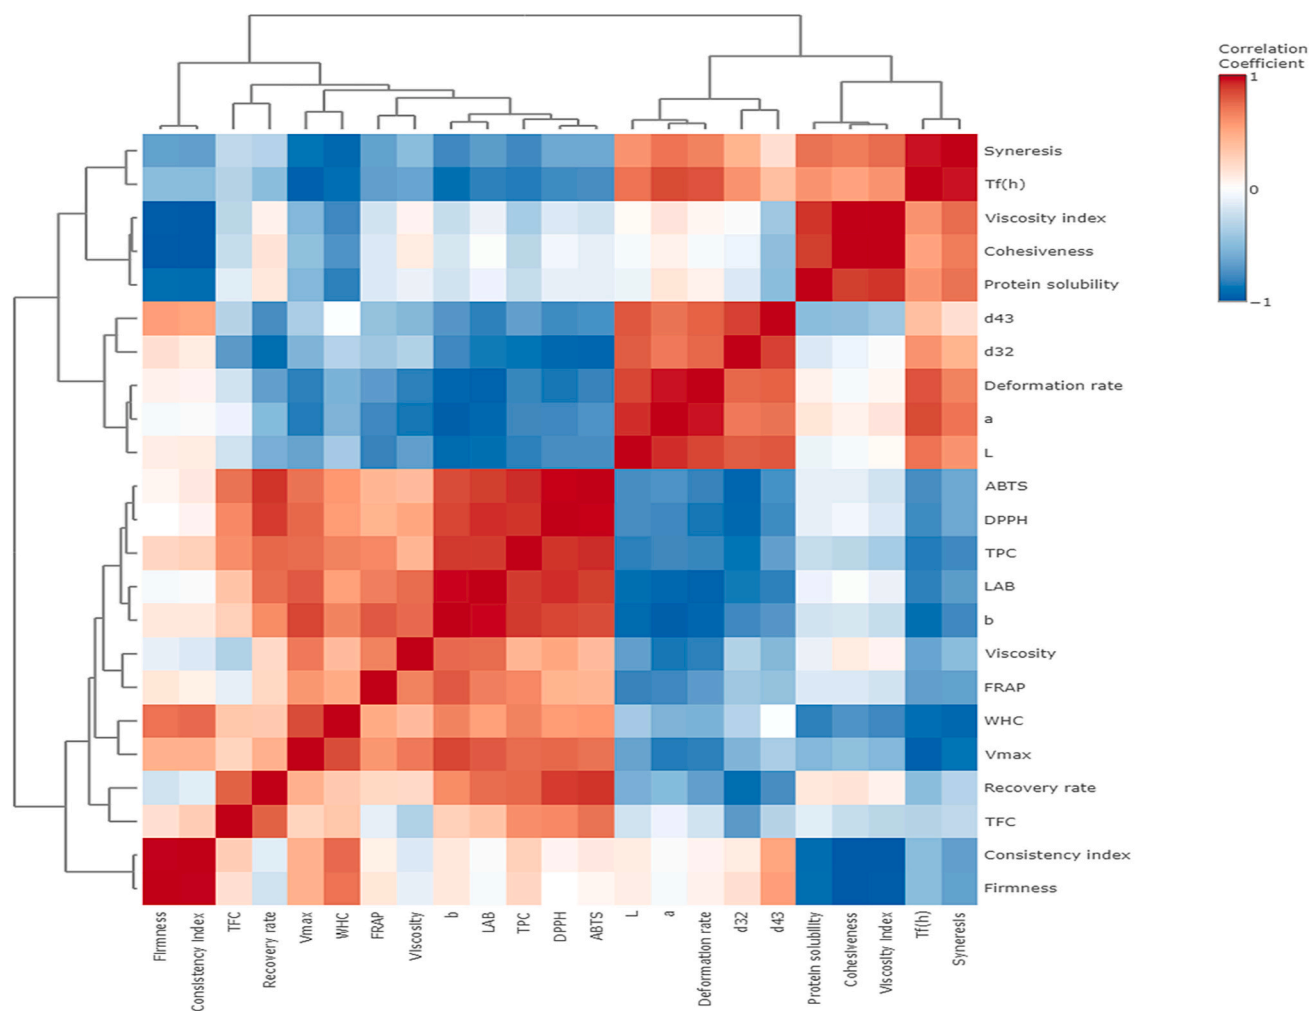 Correlation
Coefficient
1
0
−1
Syneresis
Tf(h)
Viscosity index
Cohesiveness
Protein solubility
d43
d32
Deformation rate
a
L
ABTS
DPPH
TPC
LAB
b
Viscosity
FRAP
WHC
Vmax
Recovery rate
TFC
Consistency index
Firmness
Firmness
Consistency Index
TFC
Recovery rate
Vmax
WHC
FRAP
Viscosity
b
LAB
TPC
DPPH
ABTS
L
a
Deformation rate
d32
d43
Protein solubility
Cohesiveness
Viscosity Index
Tf(h)
Syneresis